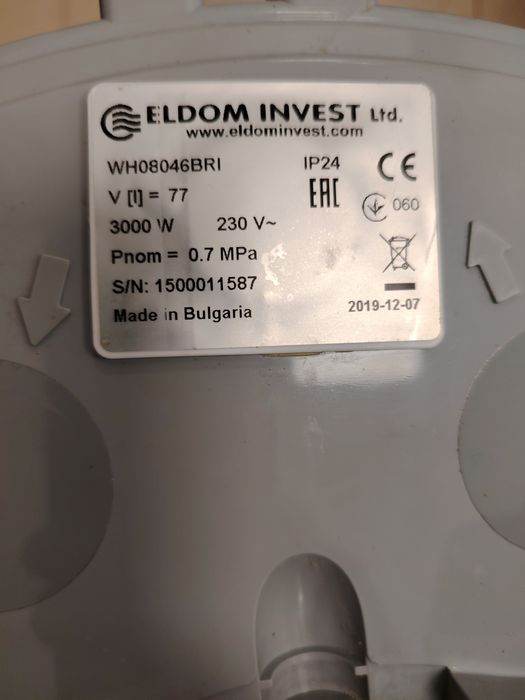 ELDOM INVEST Ltd.
www.eldominvest.com
WH08046BRI IP24 CE
V [l] = 77 EAC
3000 W 230 V~ 060
Pnom = 0.7 MPa
S/N: 1500011587
Made in Bulgaria 2019-12-07